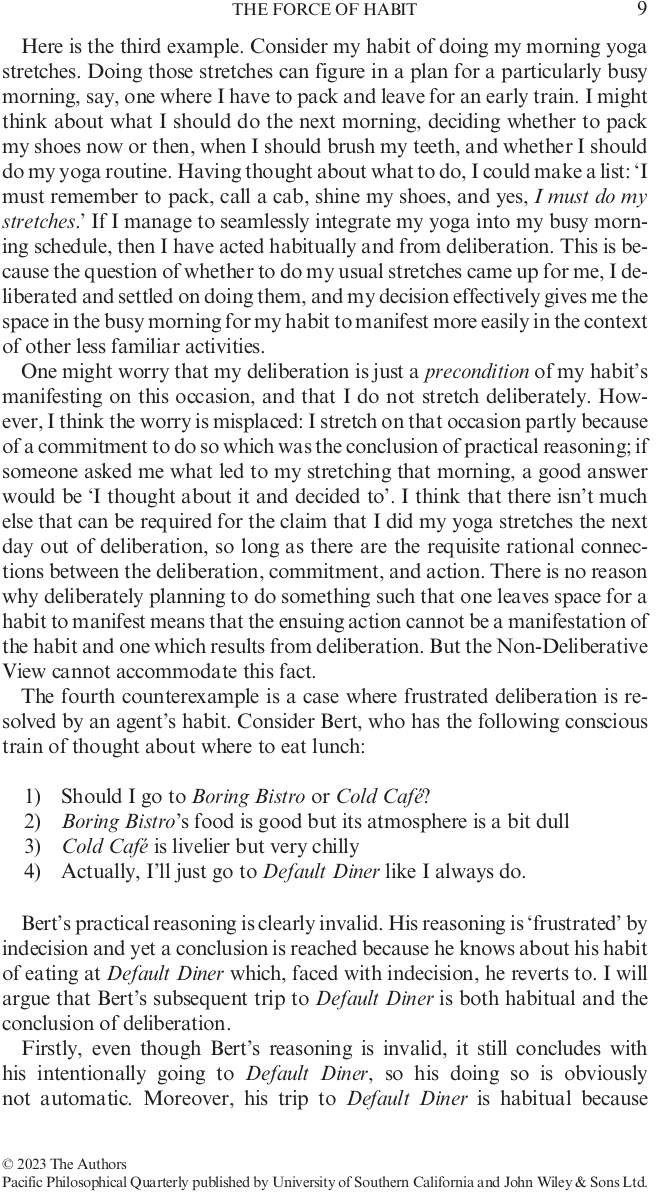 THE FORCE OF HABIT 9
Here is the third example. Consider my habit of doing my morning yoga
stretches. Doing those stretches can figure in a plan for a particularly busy
morning, say, one where I have to pack and leave for an early train. I might
think about what I should do the next morning, deciding whether to pack
my shoes now or then, when I should brush my teeth, and whether I should
do my yoga routine. Having thought about what to do, I could make a list: ‘I
must remember to pack, call a cab, shine my shoes, and yes, I must do my
stretches.’ If I manage to seamlessly integrate my yoga into my busy morn-
ing schedule, then I have acted habitually and from deliberation. This is be-
cause the question of whether to do my usual stretches came up for me, I de-
liberated and settled on doing them, and my decision effectively gives me the
space in the busy morning for my habit to manifest more easily in the context
of other less familiar activities.
One might worry that my deliberation is just a precondition of my habit’s
manifesting on this occasion, and that I do not stretch deliberately. How-
ever, I think the worry is misplaced: I stretch on that occasion partly because
of a commitment to do so which was the conclusion of practical reasoning; if
someone asked me what led to my stretching that morning, a good answer
would be ‘I thought about it and decided to’. I think that there isn’t much
else that can be required for the claim that I did my yoga stretches the next
day out of deliberation, so long as there are the requisite rational connec-
tions between the deliberation, commitment, and action. There is no reason
why deliberately planning to do something such that one leaves space for a
habit to manifest means that the ensuing action cannot be a manifestation of
the habit and one which results from deliberation. But the Non-Deliberative
View cannot accommodate this fact.
The fourth counterexample is a case where frustrated deliberation is re-
solved by an agent’s habit. Consider Bert, who has the following conscious
train of thought about where to eat lunch:
1) Should I go to Boring Bistro or Cold Café?
2) Boring Bistro’s food is good but its atmosphere is a bit dull
3) Cold Café is livelier but very chilly
4) Actually, I’ll just go to Default Diner like I always do.
Bert’s practical reasoning is clearly invalid. His reasoning is ‘frustrated’ by
indecision and yet a conclusion is reached because he knows about his habit
of eating at Default Diner which, faced with indecision, he reverts to. I will
argue that Bert’s subsequent trip to Default Diner is both habitual and the
conclusion of deliberation.
Firstly, even though Bert’s reasoning is invalid, it still concludes with
his intentionally going to Default Diner, so his doing so is obviously
not automatic. Moreover, his trip to Default Diner is habitual because
© 2023 The Authors
Pacific Philosophical Quarterly published by University of Southern California and John Wiley & Sons Ltd.